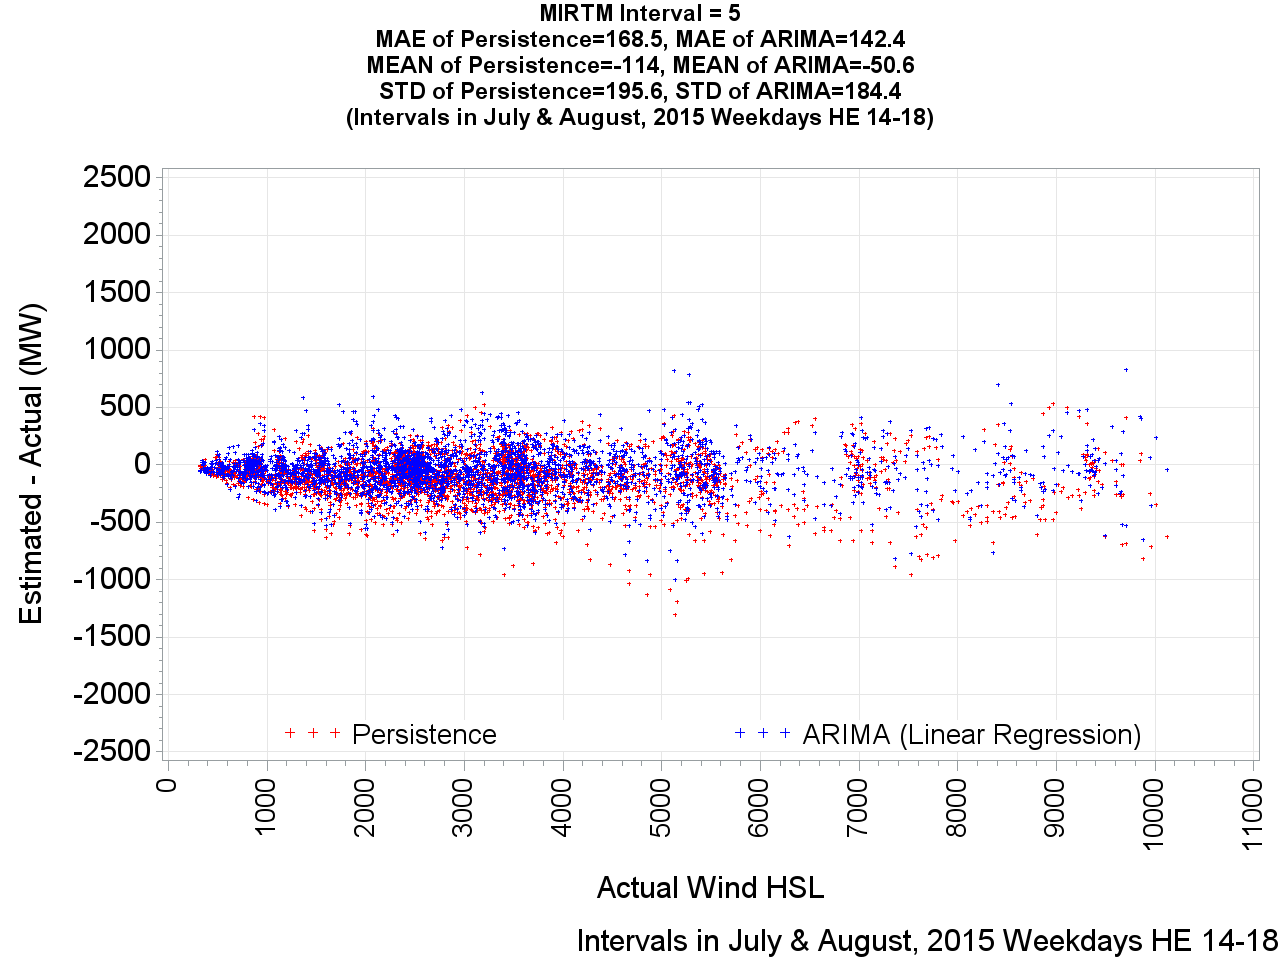 MIRTM Interval = 5
MAE of Persistence=168.5, MAE of ARIMA=142.4
MEAN of Persistence=-114, MEAN of ARIMA=-50.6
STD of Persistence=195.6, STD of ARIMA=184.4
(Intervals in July & August, 2015 Weekdays HE 14-18)
Estimated - Actual (MW)
2500
2000
1500
1000
500
0
-500
-1000
-1500
-2000
-2500
Persistence
ARIMA (Linear Regression)
0
1000
2000
3000
4000
5000
6000
7000
8000
9000
10000
11000
Actual Wind HSL
Intervals in July & August, 2015 Weekdays HE 14-18